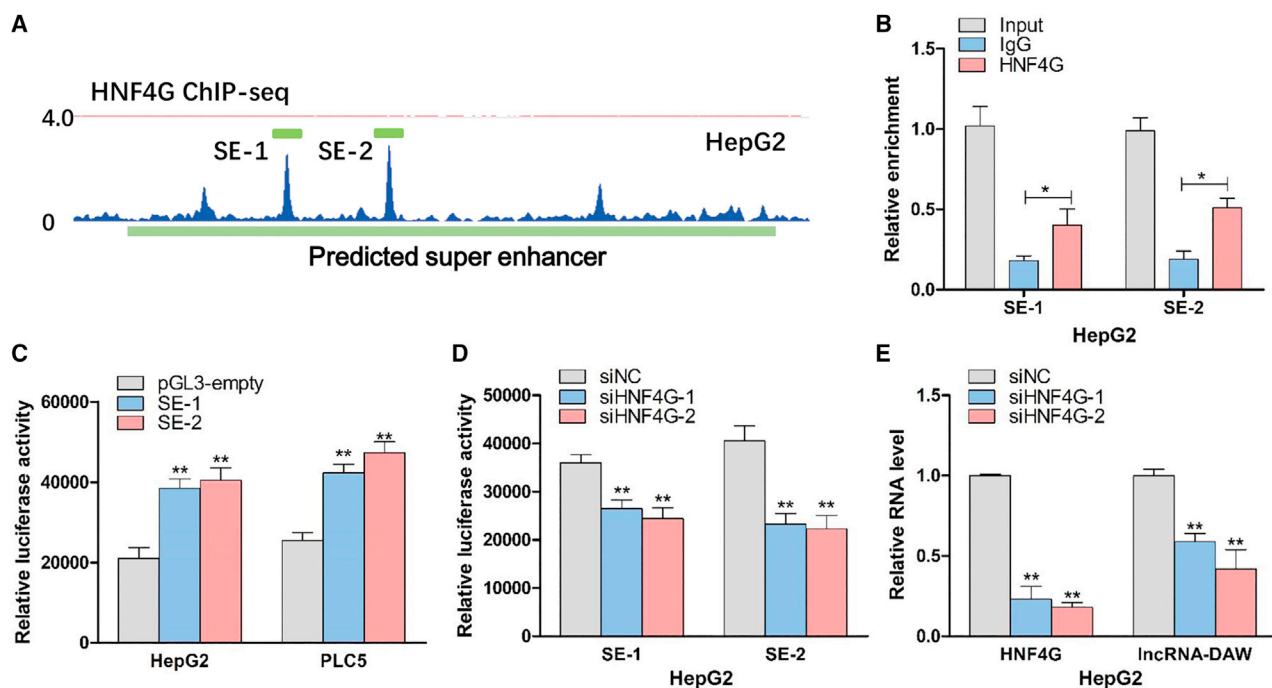 A
HNF4G ChIP-seq
4.0
SE-1
SE-2
HepG2
0
Predicted super enhancer
B
Input
IgG
HNF4G
Relative enrichment
1.5
1.0
0.5
0.0
*
*
SE-1
SE-2
HepG2
C
pGL3-empty
SE-1
SE-2
Relative luciferase activity
60000
40000
20000
0
**
**
**
**
HepG2
PLC5
D
siNC
siHNF4G-1
siHNF4G-2
Relative luciferase activity
50000
40000
30000
20000
10000
0
**
**
**
**
SE-1
SE-2
HepG2
E
siNC
siHNF4G-1
siHNF4G-2
Relative RNA level
1.5
1.0
0.5
0.0
**
**
**
**
HNF4G
lncRNA-DAW
HepG2